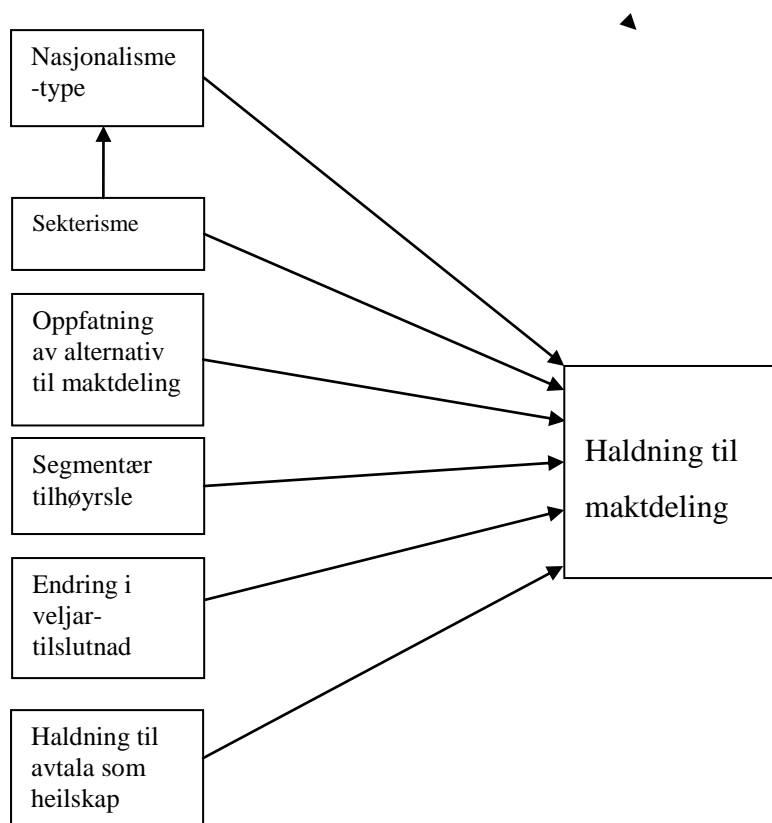 Nasjonalisme
-type
Sekterisme
Oppfatning
av alternativ
til maktdeling
Segmentær
tilhøyrsle
Endring i
veljar-
tilslutnad
Haldning til
avtala som
heilskap
Haldning til
maktdeling